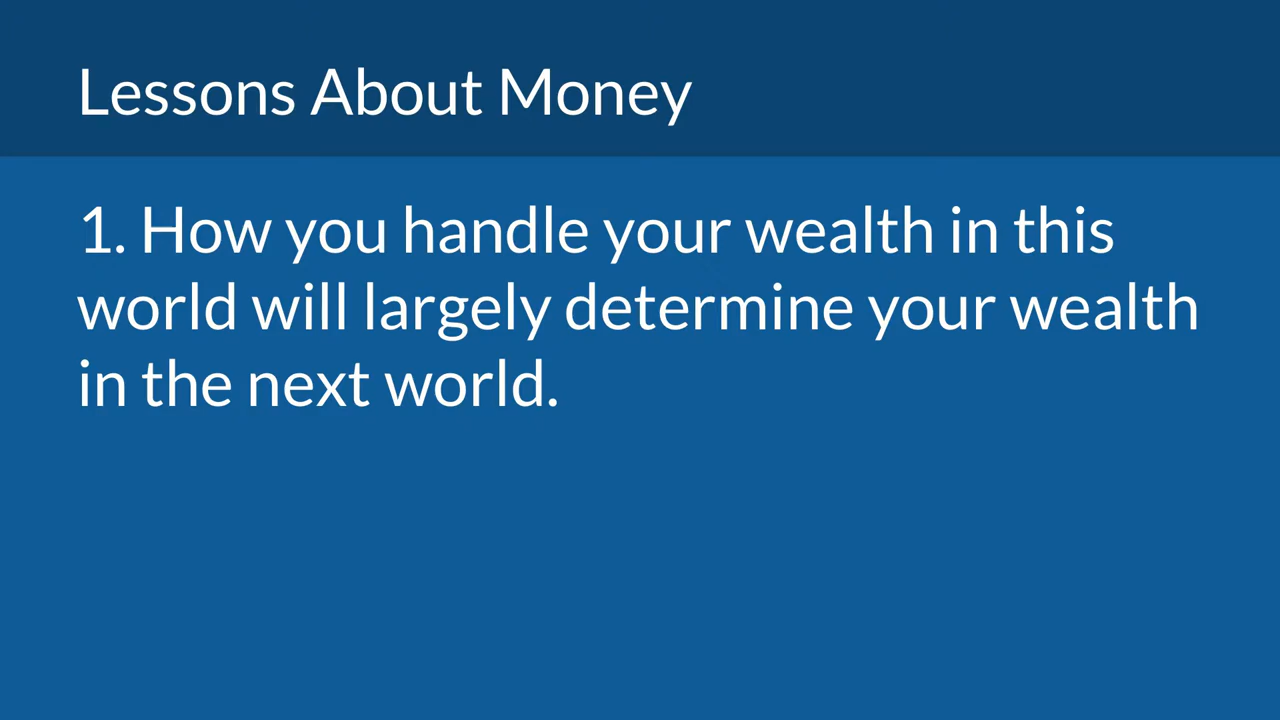 Lessons About Money
1. How you handle your wealth in this
world will largely determine your wealth
in the next world.